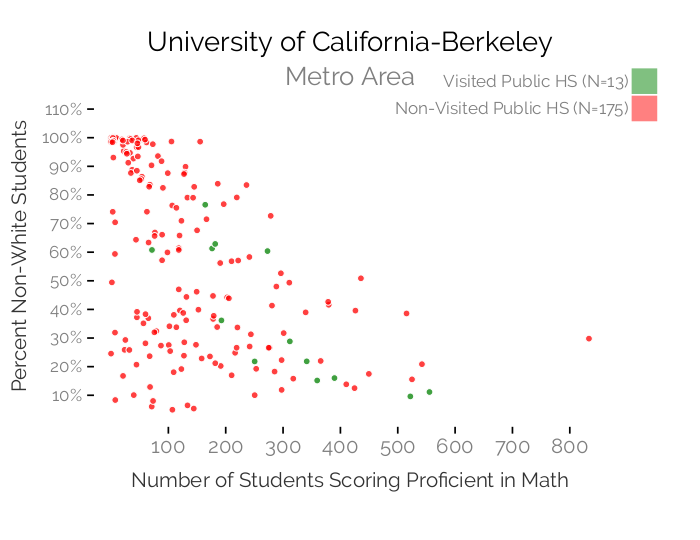 University of California-Berkeley
Metro Area
Visited Public HS (N=13)
Non-Visited Public HS (N=175)
Percent Non-White Students
110%
100%
90%
80%
70%
60%
50%
40%
30%
20%
10%
100 200 300 400 500 600 700 800
Number of Students Scoring Proficient in Math